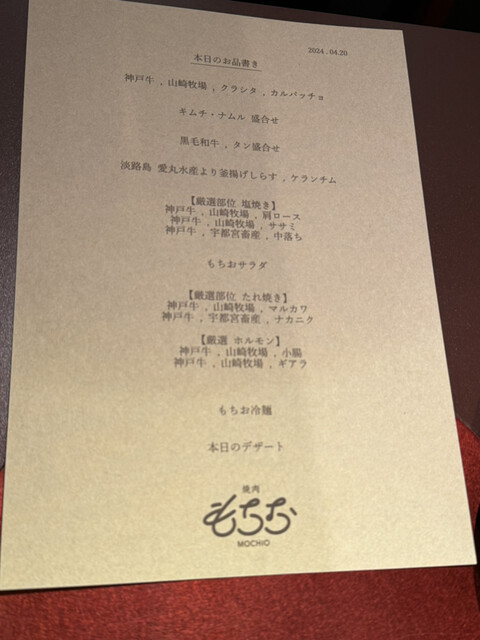 2024.04.20
本日のお品書き
神戸牛，山崎牧場，クラシタ，カルパッチョ
キムチ・ナムル 盛合せ
黒毛和牛，タン盛合せ
淡路島 愛丸水産より釜揚げしらす，ケランチム
【厳選部位 塩焼き】
神戸牛，山崎牧場，肩ロース
神戸牛，山崎牧場，ササミ
神戸牛，宇都宮畜産，中落ち
もちおサラダ
【厳選部位 たれ焼き】
神戸牛，山崎牧場，マルカワ
神戸牛，宇都宮畜産，ナカニク
【厳選 ホルモン】
神戸牛，山崎牧場，小腸
神戸牛，山崎牧場，ギアラ
もちお冷麺
本日のデザート
焼肉
もちお
MOCHIO